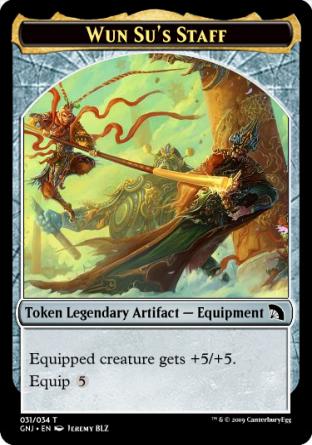 Wun Su's Staff
Token Legendary Artifact — Equipment
Equipped creature gets +5/+5.
Equip 5
031/034 T
GNJ • EN Jeremy BLZ
™ & © 2019 CanterburyEgg